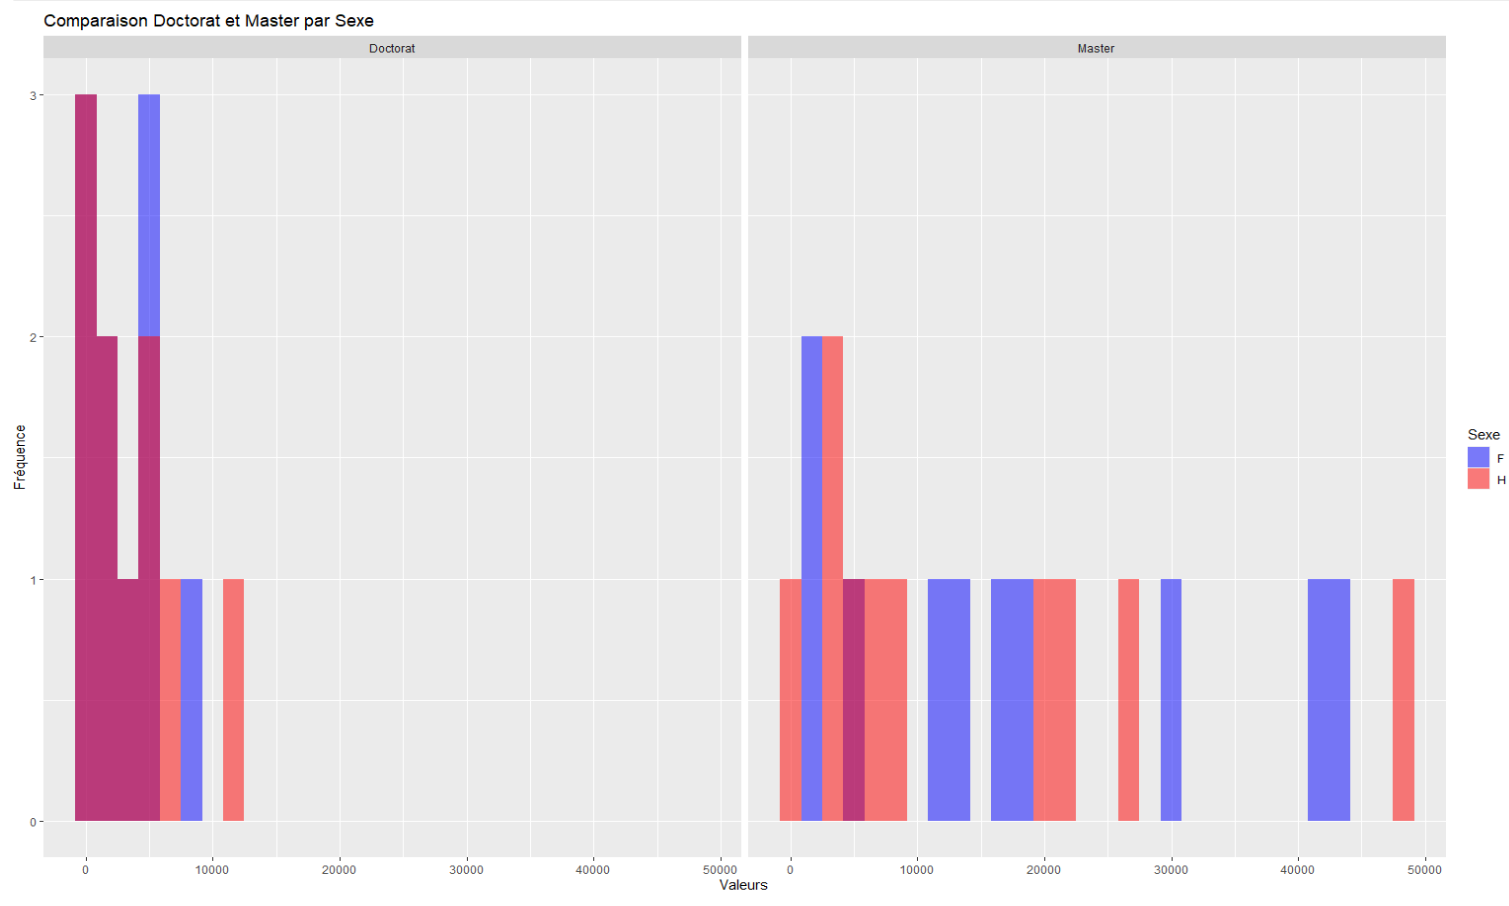 Comparaison Doctorat et Master par Sexe
Doctorat
Master
Fréquence
3
2
1
0
0 10000 20000 30000 40000 50000
0 10000 20000 30000 40000 50000
Valeurs
Sexe
F
H